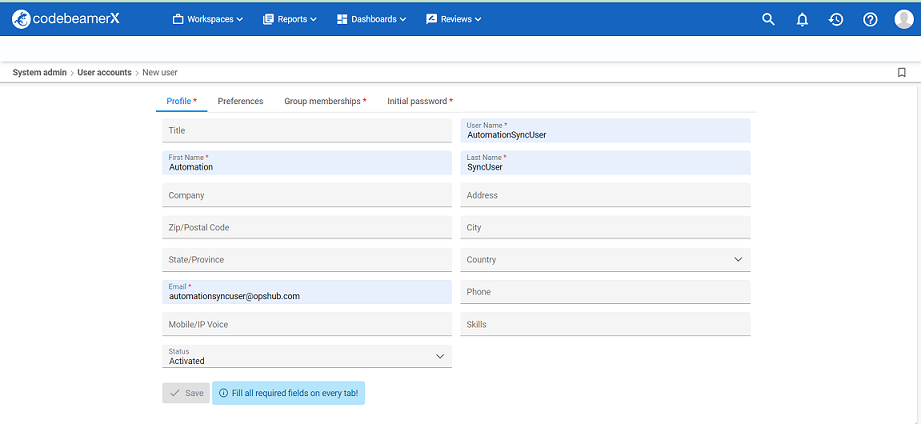 codebeamerX Workspaces Reports Dashboards Reviews
System admin > User accounts > New user
Profile * Preferences Group memberships * Initial password *
Title
User Name *
AutomationSyncUser
First Name *
Automation
Last Name *
SyncUser
Company
Address
Zip/Postal Code
City
State/Province
Country
Email *
automationsyncuser@opshub.com
Phone
Mobile/IP Voice
Skills
Status
Activated
Save Fill all required fields on every tab!